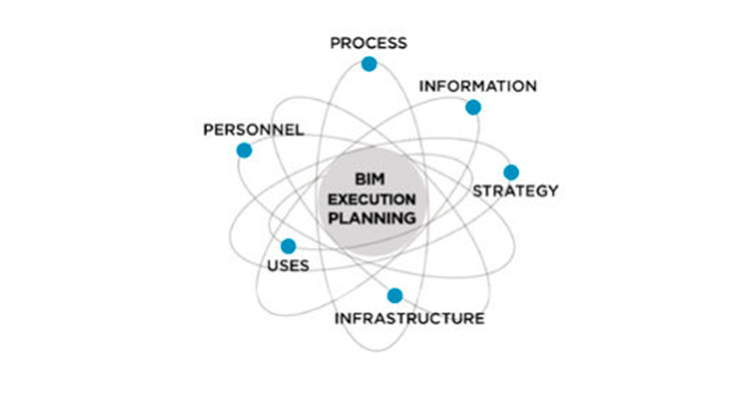 PROCESS
INFORMATION
PERSONNEL
BIM
EXECUTION
PLANNING
STRATEGY
USES
INFRASTRUCTURE